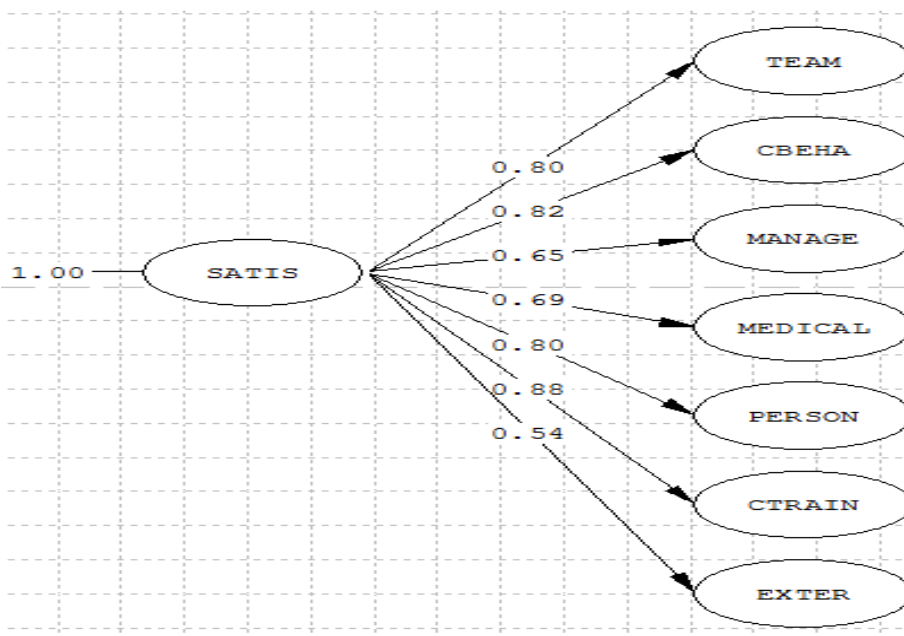 TEAM
CBEHA
0.80
0.82
MANAGE
0.65
1.00
SATIS
0.69
MEDICAL
0.80
0.88
PERSON
0.54
CTRAIN
EXTER